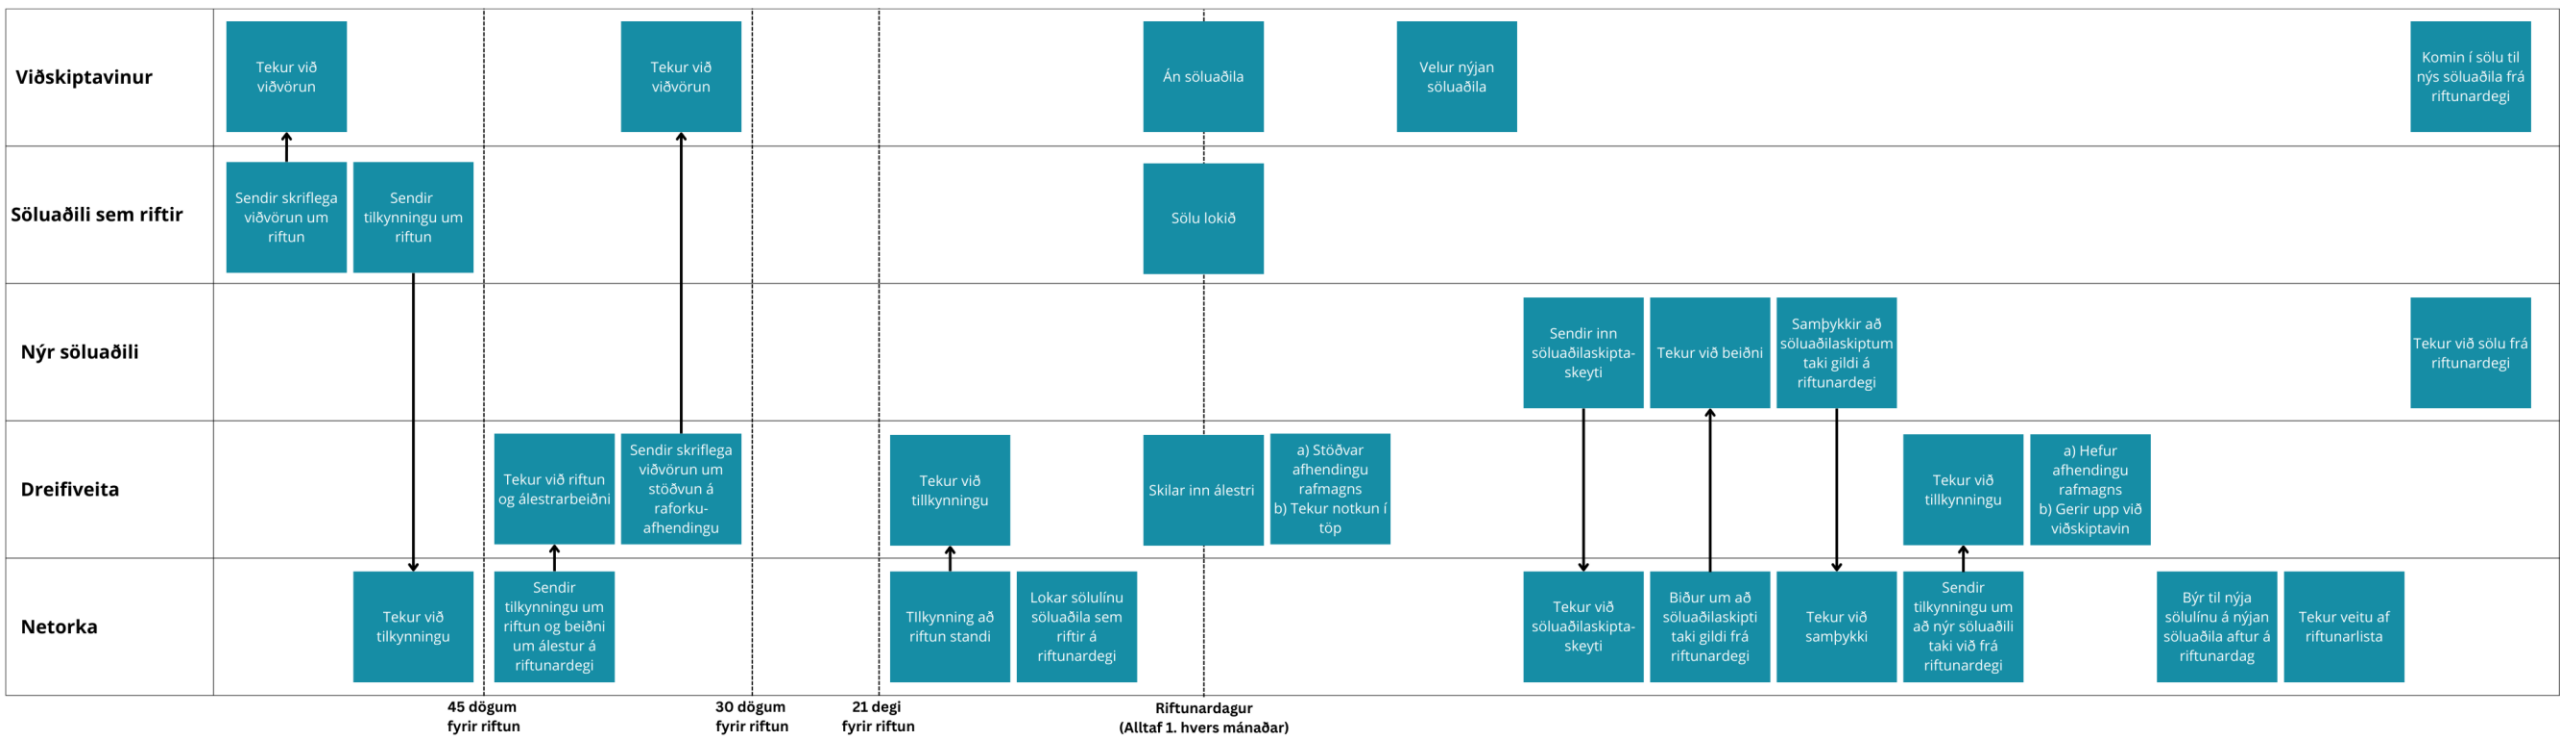 Viðskiptavinur
Tekur við
viðvörun
Tekur við
viðvörun
Án söluaðila
Velur nýjan
söluaðila
Komin í sölu til
nýs söluaðila frá
riftunardegi
Söluaðili sem riftir
Sendir skriflega
viðvörun um
riftun
Sendir
tilkynningu um
riftun
Sölu lokið
Nýr söluaðili
Sendir inn
söluaðilaskipta-
skeyti
Tekur við beiðni
Samþykkir að
söluaðilaskiptum
taki gildi á
riftunardegi
Tekur við sölu frá
riftunardegi
Dreifiveita
Tekur við riftun
og álestrarbeiðni
Sendir skriflega
viðvörun um
stöðvun á
raforku-
afhendingu
Tekur við
tillkynningu
Skilar inn álestri
a) Stöðvar
afhendingu
rafmagns
b) Tekur notkun í
töp
Tekur við
tillkynningu
a) Hefur
afhendingu
rafmagns
b) Gerir upp við
viðskiptavin
Netorka
Tekur við
tilkynningu
Sendir
tilkynningu um
riftun og beiðni
um álestur á
riftunardegi
TIlkynning að
riftun standi
Lokar sölulínu
söluaðila sem
riftir á
riftunardegi
Tekur við
söluaðilaskipta-
skeyti
Biður um að
söluaðilaskipti
taki gildi frá
riftunardegi
Tekur við
samþykki
Sendir
tilkynningu um
að nýr söluaðili
taki við frá
riftunardegi
Býr til nýja
sölulínu á nýjan
söluaðila aftur á
riftunardag
Tekur veitu af
riftunarlista
45 dögum
fyrir riftun
30 dögum
fyrir riftun
21 degi
fyrir riftun
Riftunardagur
(Alltaf 1. hvers mánaðar)